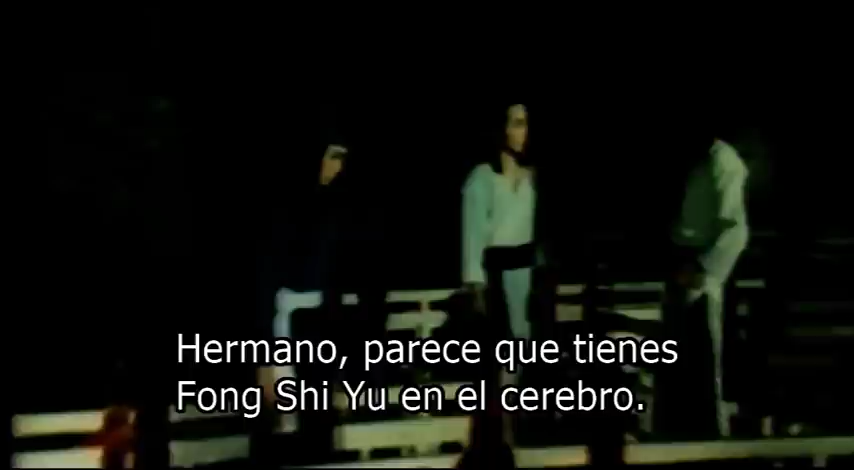 Hermano, parece que tienes
Fong Shi Yu en el cerebro.